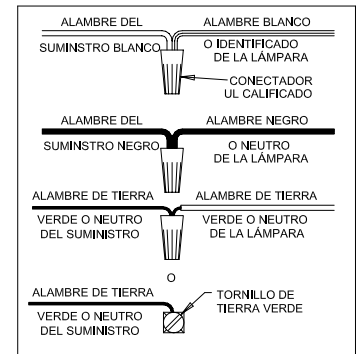 ALAMBRE DEL ALAMBRE BLANCO
SUMINSTRO BLANCO O IDENTIFICADO
DE LA LÁMPARA
CONECTADOR
UL CALIFICADO
ALAMBRE DEL ALAMBRE NEGRO
SUMINSTRO NEGRO O NEUTRO
DE LA LÁMPARA
ALAMBRE DE TIERRA ALAMBRE DE TIERRA
VERDE O NEUTRO VERDE O NEUTRO
DEL SUMINISTRO DE LA LÁMPARA
O
ALAMBRE DE TIERRA TORNILLO DE
VERDE O NEUTRO TIERRA VERDE
DEL SUMINISTRO